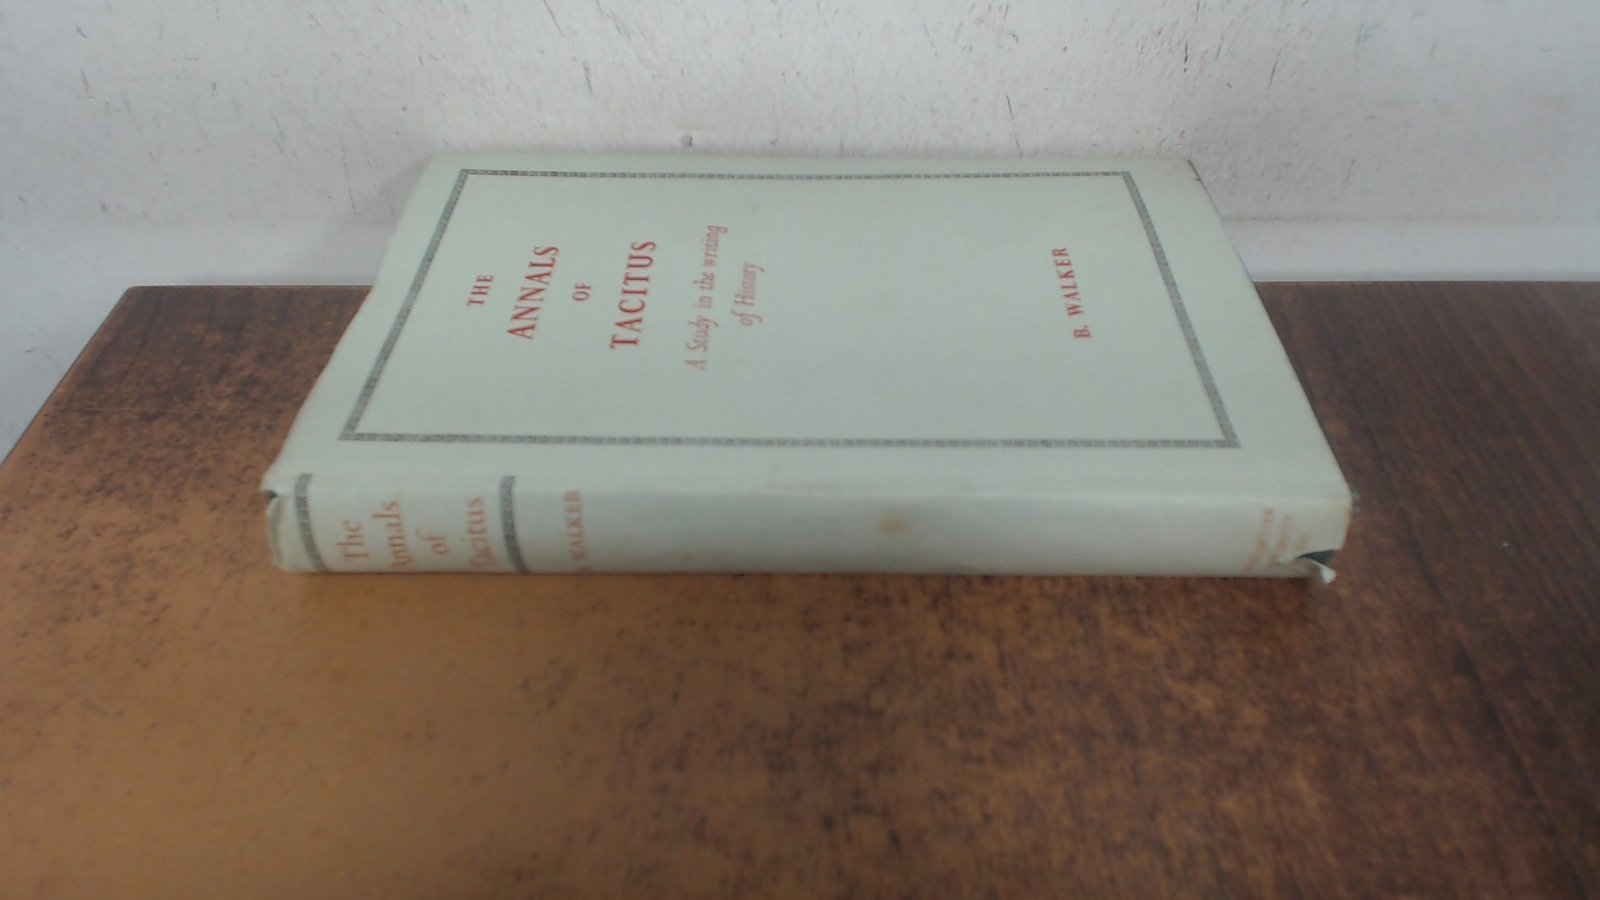 THE
ANNALS
OF
TACITUS
A Study in the writing
of History
B. WALKER
The
Annals
of
Tacitus
WALKER